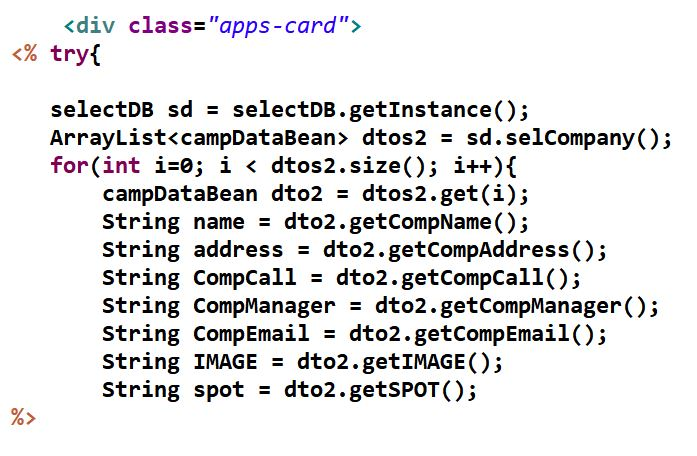 <div class="apps-card">
<% try{
selectDB sd = selectDB.getInstance();
ArrayList<campDataBean> dtos2 = sd.selCompany();
for(int i=0; i < dtos2.size(); i++){
campDataBean dto2 = dtos2.get(i);
String name = dto2.getCompName();
String address = dto2.getCompAddress();
String CompCall = dto2.getCompCall();
String CompManager = dto2.getCompManager();
String CompEmail = dto2.getCompEmail();
String IMAGE = dto2.getIMAGE();
String spot = dto2.getSPOT();
%>